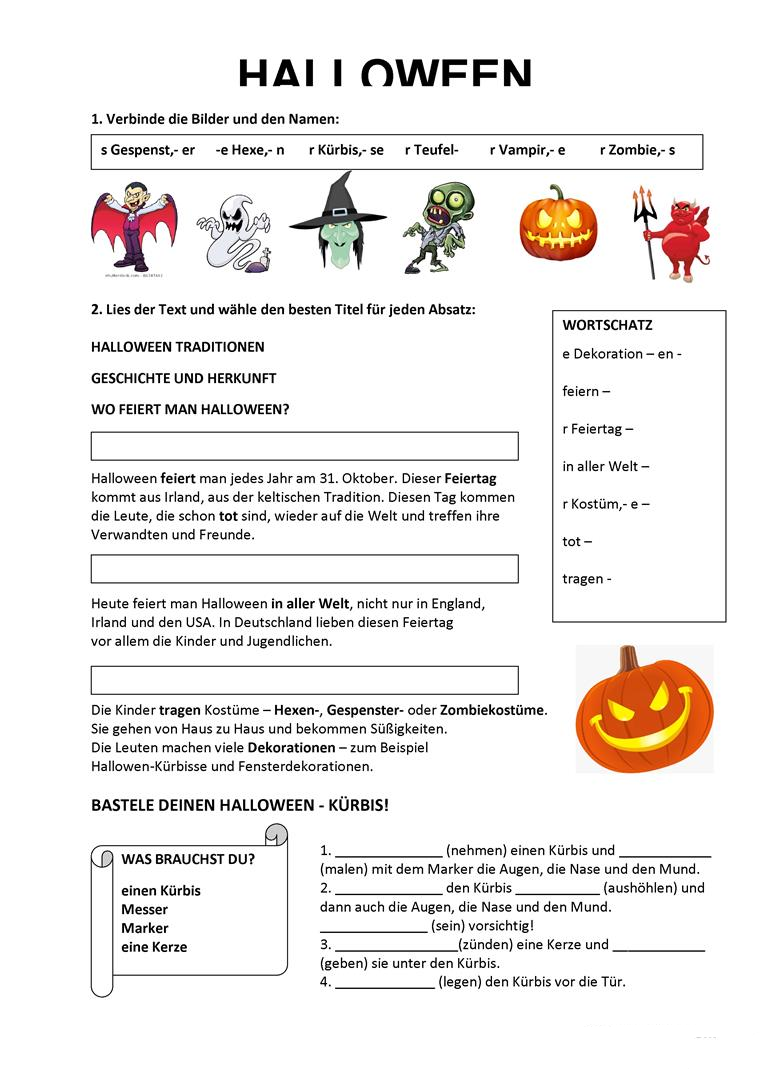 HALLOWEEN
1. Verbinde die Bilder und den Namen:
s Gespenst,- er -e Hexe,- n r Kürbis,- se r Teufel- r Vampir,- e r Zombie,- s
2. Lies der Text und wähle den besten Titel für jeden Absatz:
HALLOWEEN TRADITIONEN
GESCHICHTE UND HERKUNFT
WO FEIERT MAN HALLOWEEN?
Halloween feiert man jedes Jahr am 31. Oktober. Dieser Feiertag
kommt aus Irland, aus der keltischen Tradition. Diesen Tag kommen
die Leute, die schon tot sind, wieder auf die Welt und treffen ihre
Verwandten und Freunde.
Heute feiert man Halloween in aller Welt, nicht nur in England,
Irland und den USA. In Deutschland lieben diesen Feiertag
vor allem die Kinder und Jugendlichen.
Die Kinder tragen Kostüme – Hexen-, Gespenster- oder Zombiekostüme.
Sie gehen von Haus zu Haus und bekommen Süßigkeiten.
Die Leuten machen viele Dekorationen – zum Beispiel
Hallowen-Kürbisse und Fensterdekorationen.
WORTSCHATZ
e Dekoration – en -
feiern –
r Feiertag –
in aller Welt –
r Kostüm,- e –
tot –
tragen -
BASTELE DEINEN HALLOWEEN - KÜRBIS!
WAS BRAUCHST DU?
einen Kürbis
Messer
Marker
eine Kerze
1. ______________ (nehmen) einen Kürbis und ____________
(malen) mit dem Marker die Augen, die Nase und den Mund.
2. ______________ den Kürbis ___________ (aushöhlen) und
dann auch die Augen, die Nase und den Mund.
______________ (sein) vorsichtig!
3. ________________(zünden) eine Kerze und ____________
(geben) sie unter den Kürbis.
4. _____________ (legen) den Kürbis vor die Tür.